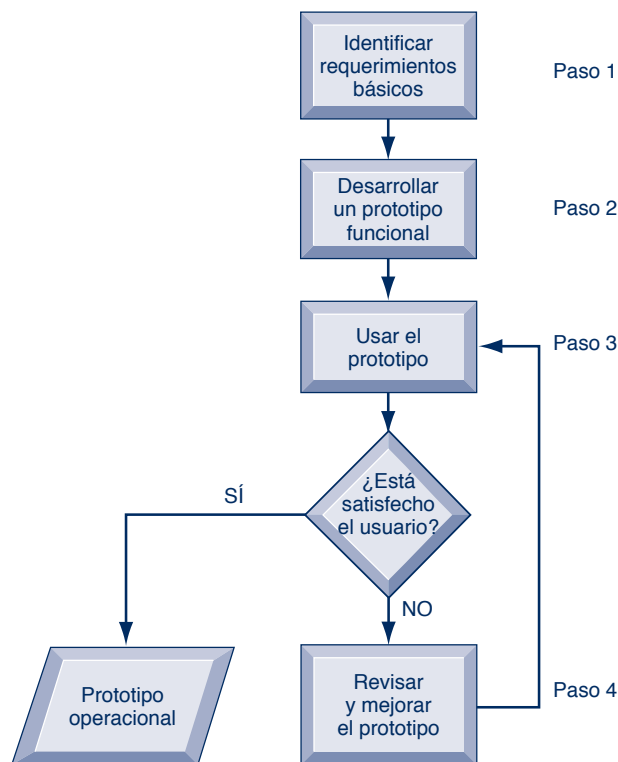 Identificar
requerimientos
básicos
Paso 1
Desarrollar
un prototipo
funcional
Paso 2
Usar el
prototipo
Paso 3
¿Está
satisfecho
el usuario?
SÍ
NO
Prototipo
operacional
Revisar
y mejorar
el prototipo
Paso 4